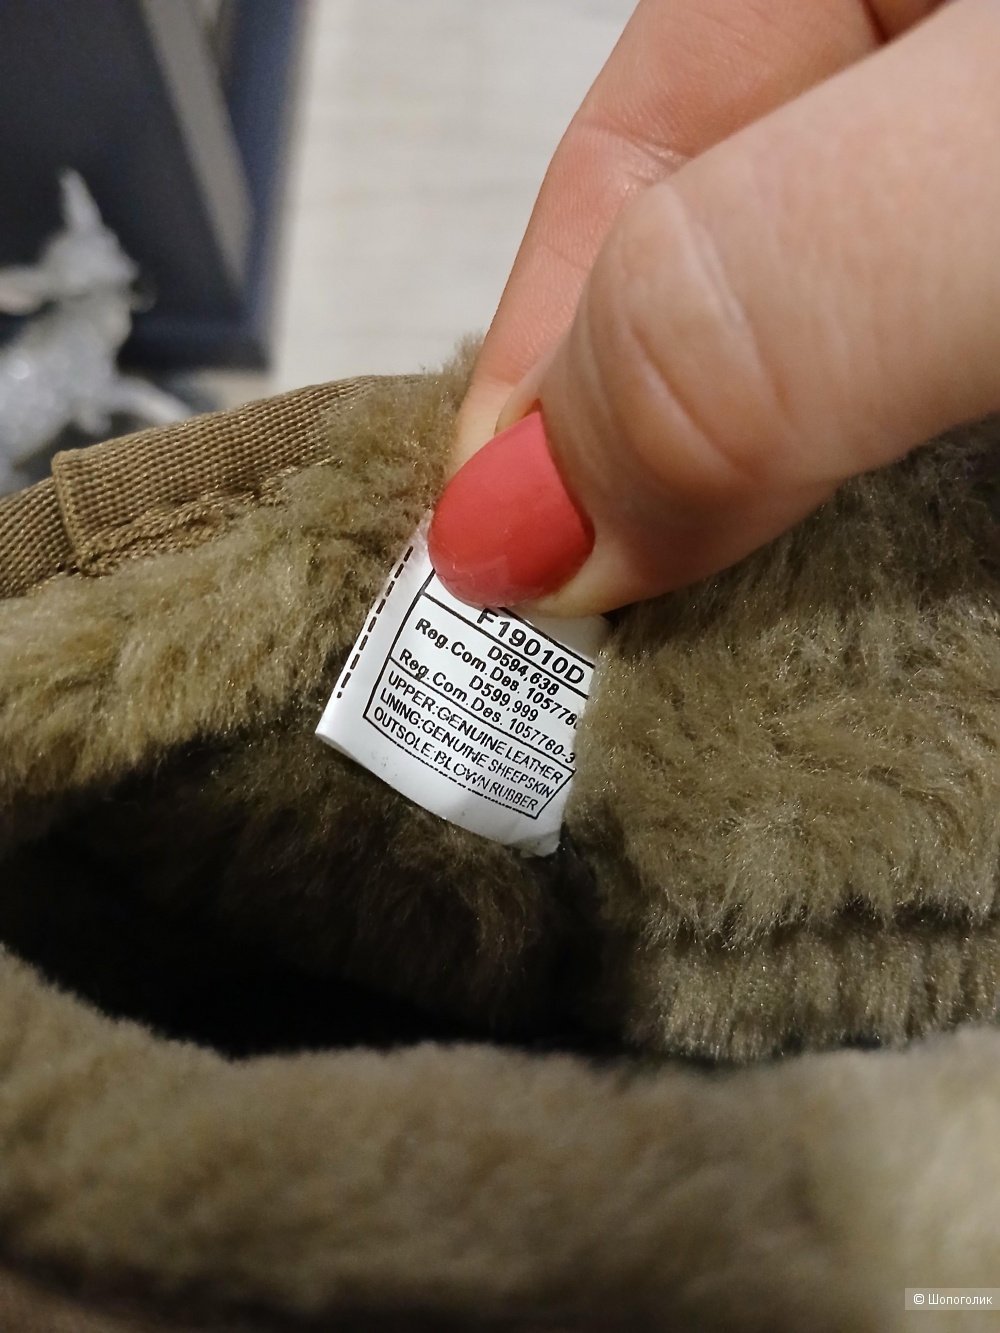 F19010D
D594,638
Reg.Com.Des. 1057760
D599,999
Reg.Com.Des. 1057760-3
UPPER:GENUINE LEATHER
LINING:GENUINE SHEEPSKIN
OUTSOLE:BLOWN RUBBER
© Шопоголик